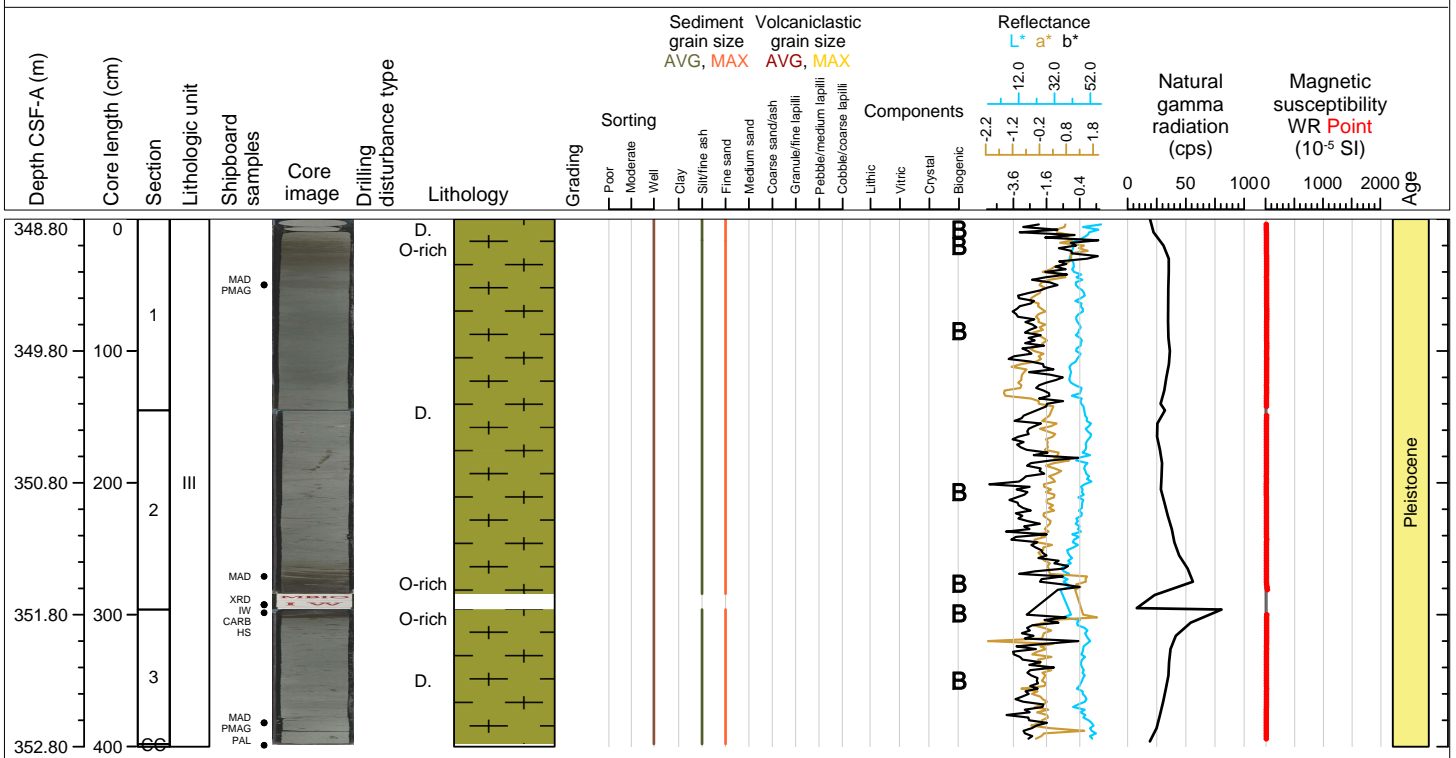 Depth CSF-A (m)
Core length (cm)
Section
Lithologic unit
Shipboard
samples
Core
image
Drilling
disturbance type
Lithology
Grading
Sorting
Poor
Moderate
Well
Sediment
grain size
AVG, MAX
Volcaniclastic
grain size
AVG, MAX
Clay
Silt/fine ash
Fine sand
Medium sand
Coarse sand/ash
Granule/fine lapilli
Pebble/medium lapilli
Cobble/coarse lapilli
Components
Lithic
Vitric
Crystal
Biogenic
Reflectance
L* a* b*
12.0 32.0 52.0
-2.2 -1.2 -0.2 0.8 1.8
-3.6 -1.6 0.4
Natural
gamma
radiation
(cps)
0 50 100
Magnetic
susceptibility
WR Point
(10-5 SI)
0 1000 2000
Age
348.80
349.80
350.80
351.80
352.80
0
100
200
300
400
1
2
3
CC
III
MAD
PMAG
MAD
XRD
IW
CARB
HS
MAD
PMAG
PAL
MBIO
IW
D.
O-rich
D.
O-rich
O-rich
D.
B
B
B
B
B
B
B
Pleistocene